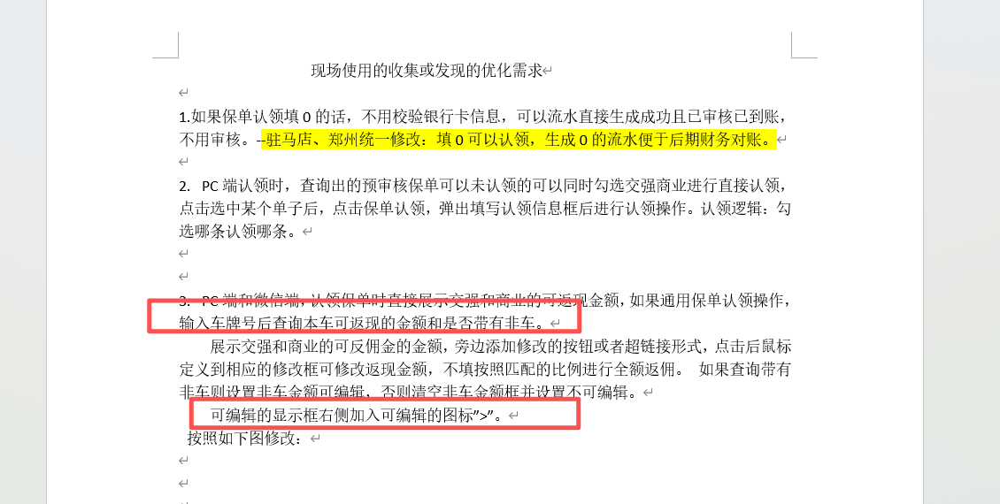 现场使用的收集或发现的优化需求
1.如果保单认领填 0 的话，不用校验银行卡信息，可以流水直接生成成功且已审核已到账，
不用审核。--驻马店、郑州统一修改：填 0 可以认领，生成 0 的流水便于后期财务对账。
2. PC 端认领时，查询出的预审核保单可以未认领的可以同时勾选交强商业进行直接认领，
点击选中某个单子后，点击保单认领，弹出填写认领信息框后进行认领操作。认领逻辑：勾
选哪条认领哪条。
3. PC 端和微信端，认领保单时直接展示交强和商业的可返现金额，如果通用保单认领操作，
输入车牌号后查询本车可返现的金额和是否带有非车。
展示交强和商业的可反佣金的金额，旁边添加修改的按钮或者超链接形式，点击后鼠标
定义到相应的修改框可修改返现金额，不填按照匹配的比例进行全额返佣。 如果查询带有
非车则设置非车金额可编辑，否则清空非车金额框并设置不可编辑。
可编辑的显示框右侧加入可编辑的图标”>”。
按照如下图修改：